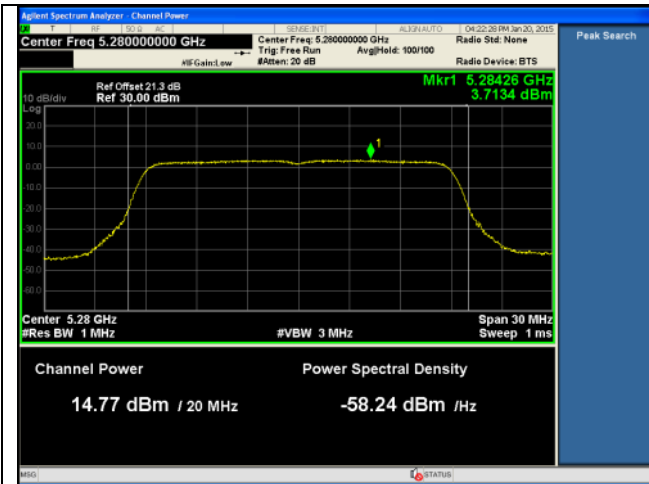 Agilent Spectrum Analyzer - Channel Power
T RF 50 Ω AC SENSE:INT ALIGN AUTO 04:22:28 PM Jan 20, 2015
Center Freq 5.280000000 GHz Center Freq: 5.280000000 GHz Radio Std: None
Trig: Free Run Avg|Hold: 100/100
#IFGain:Low #Atten: 20 dB Radio Device: BTS
Peak Search
Mkr1 5.28426 GHz
Ref Offset 21.3 dB
10 dB/div Ref 30.00 dBm 3.7134 dBm
Log
20.0
1
0.00
-10.0
-20.0
-30.0
-40.0
-50.0
-60.0
Center 5.28 GHz Span 30 MHz
#Res BW 1 MHz #VBW 3 MHz Sweep 1 ms
Channel Power Power Spectral Density
14.77 dBm / 20 MHz -58.24 dBm /Hz
MSG STATUS